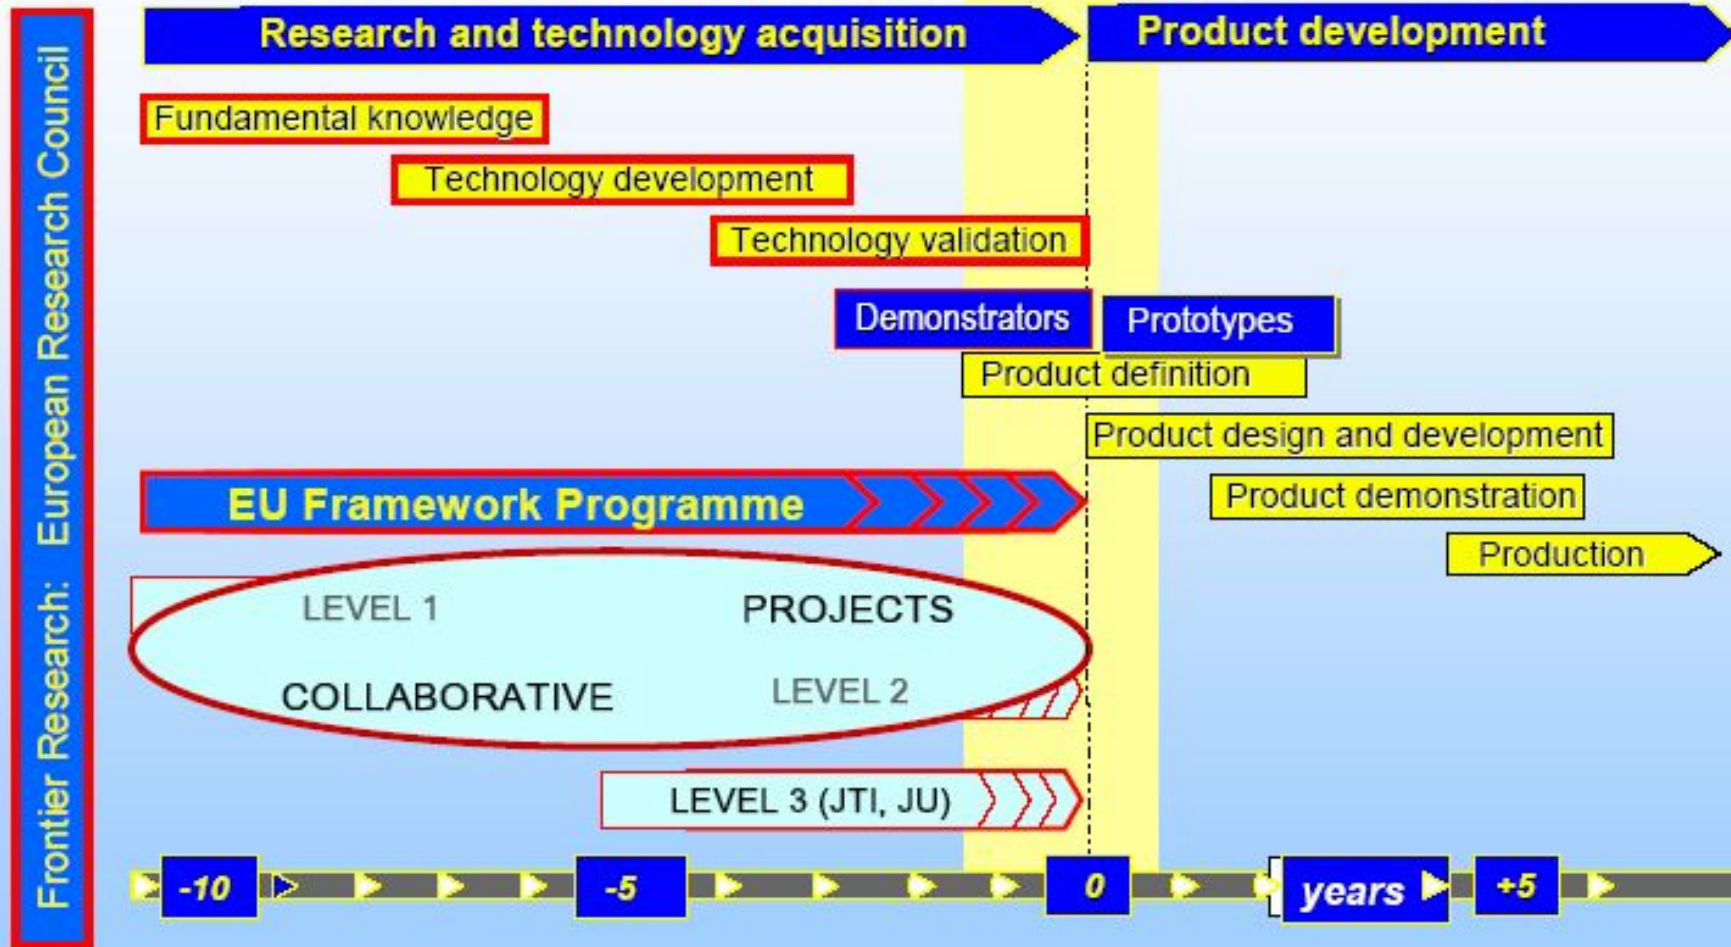 Frontier Research: European Research Council
Research and technology acquisition
Product development
Fundamental knowledge
Technology development
Technology validation
Demonstrators
Prototypes
Product definition
Product design and development
Product demonstration
Production
EU Framework Programme
LEVEL 1
PROJECTS
COLLABORATIVE
LEVEL 2
LEVEL 3 (JTI, JU)
-10
-5
0
years
+5